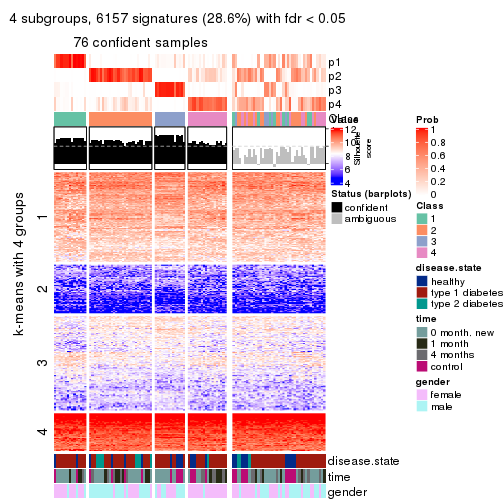 4 subgroups, 6157 signatures (28.6%) with fdr < 0.05
76 confident samples
p1
p2
p3
p4
Class
Value
12
10
8
6
4
Silhouette
score
Prob
1
0.8
0.6
0.4
0.2
0
Status (barplots)
confident
ambiguous
Class
1
2
3
4
disease.state
healthy
type 1 diabetes
type 2 diabetes
time
0 month. new
1 month
4 months
control
gender
female
male
k-means with 4 groups
1
2
3
4
disease.state
time
gender